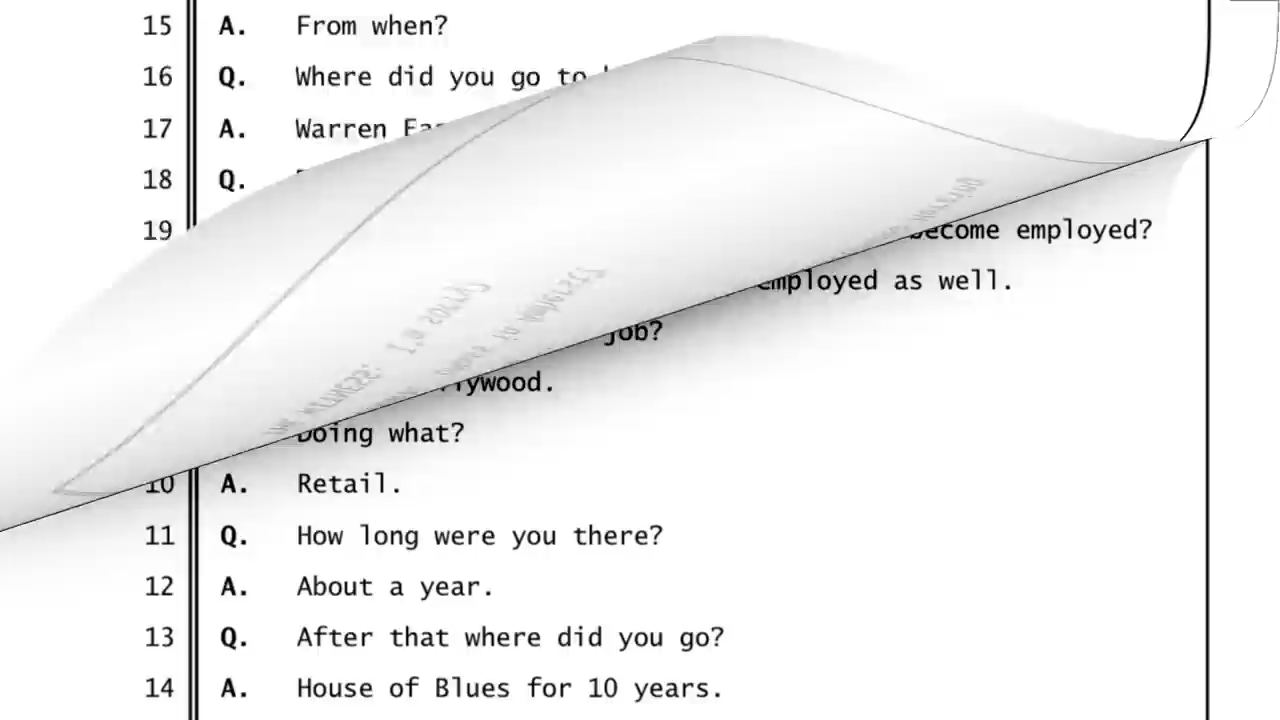 15 A. From when?
16 Q. Where did you go to
17 A. Warren
18 Q.
19 become employed?
employed as well.
job?
Doing what?
10 A. Retail.
11 Q. How long were you there?
12 A. About a year.
13 Q. After that where did you go?
14 A. House of Blues for 10 years.